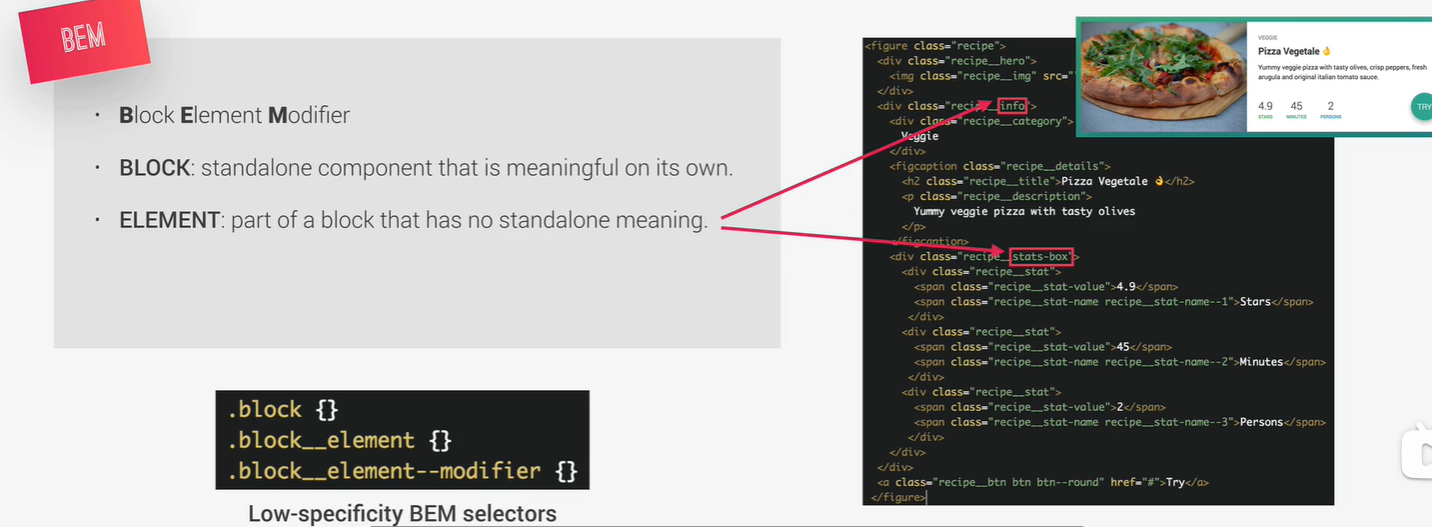 BEM
· Block Element Modifier
· BLOCK: standalone component that is meaningful on its own.
· ELEMENT: part of a block that has no standalone meaning.
.block {}
.block__element {}
.block__element--modifier {}
Low-specificity BEM selectors
<figure class="recipe">
<div class="recipe__hero">
<img class="recipe__img" src="
</div>
<div class="recipe__info">
<div class="recipe__category">
Veggie
</div>
<figcaption class="recipe__details">
<h2 class="recipe__title">Pizza Vegetale 👌</h2>
<p class="recipe__description">
Yummy veggie pizza with tasty olives
</p>
</figcaption>
<div class="recipe__stats-box">
<div class="recipe__stat">
<span class="recipe__stat-value">4.9</span>
<span class="recipe__stat-name recipe__stat-name--1">Stars</span>
</div>
<div class="recipe__stat">
<span class="recipe__stat-value">45</span>
<span class="recipe__stat-name recipe__stat-name--2">Minutes</span>
</div>
<div class="recipe__stat">
<span class="recipe__stat-value">2</span>
<span class="recipe__stat-name recipe__stat-name--3">Persons</span>
</div>
</div>
</div>
<a class="recipe__btn btn btn--round" href="#">Try</a>
</figure>
VEGGIE
Pizza Vegetale 👌
Yummy veggie pizza with tasty olives, crisp peppers, fresh
arugula and original italian tomato sauce.
4.9 45 2
STARS MINUTES PERSONS
TRY